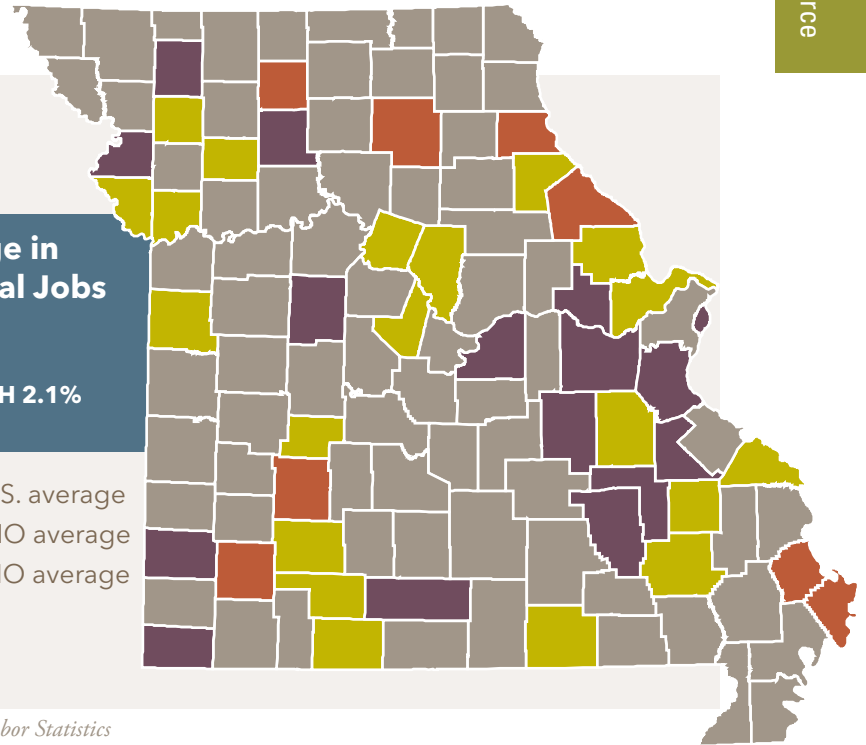 rce
ge in
al Jobs
H 2.1%
S. average
IO average
IO average
bor Statistics